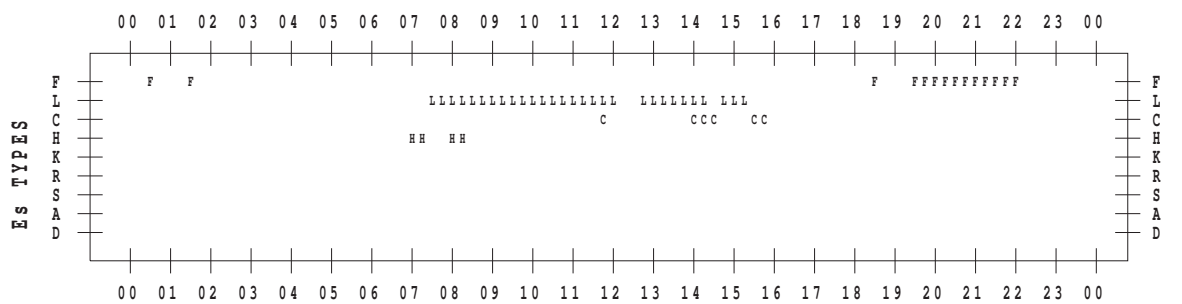 00 01 02 03 04 05 06 07 08 09 10 11 12 13 14 15 16 17 18 19 20 21 22 23 00
F F F F FFFFFFFFFFF F
L LLLLLLLLLLLLLLLLLLL LLLLLLL LLL L
C C CCC CC C
H HH HH H
K K
R R
S S
A A
D D
Es TYPES
00 01 02 03 04 05 06 07 08 09 10 11 12 13 14 15 16 17 18 19 20 21 22 23 00